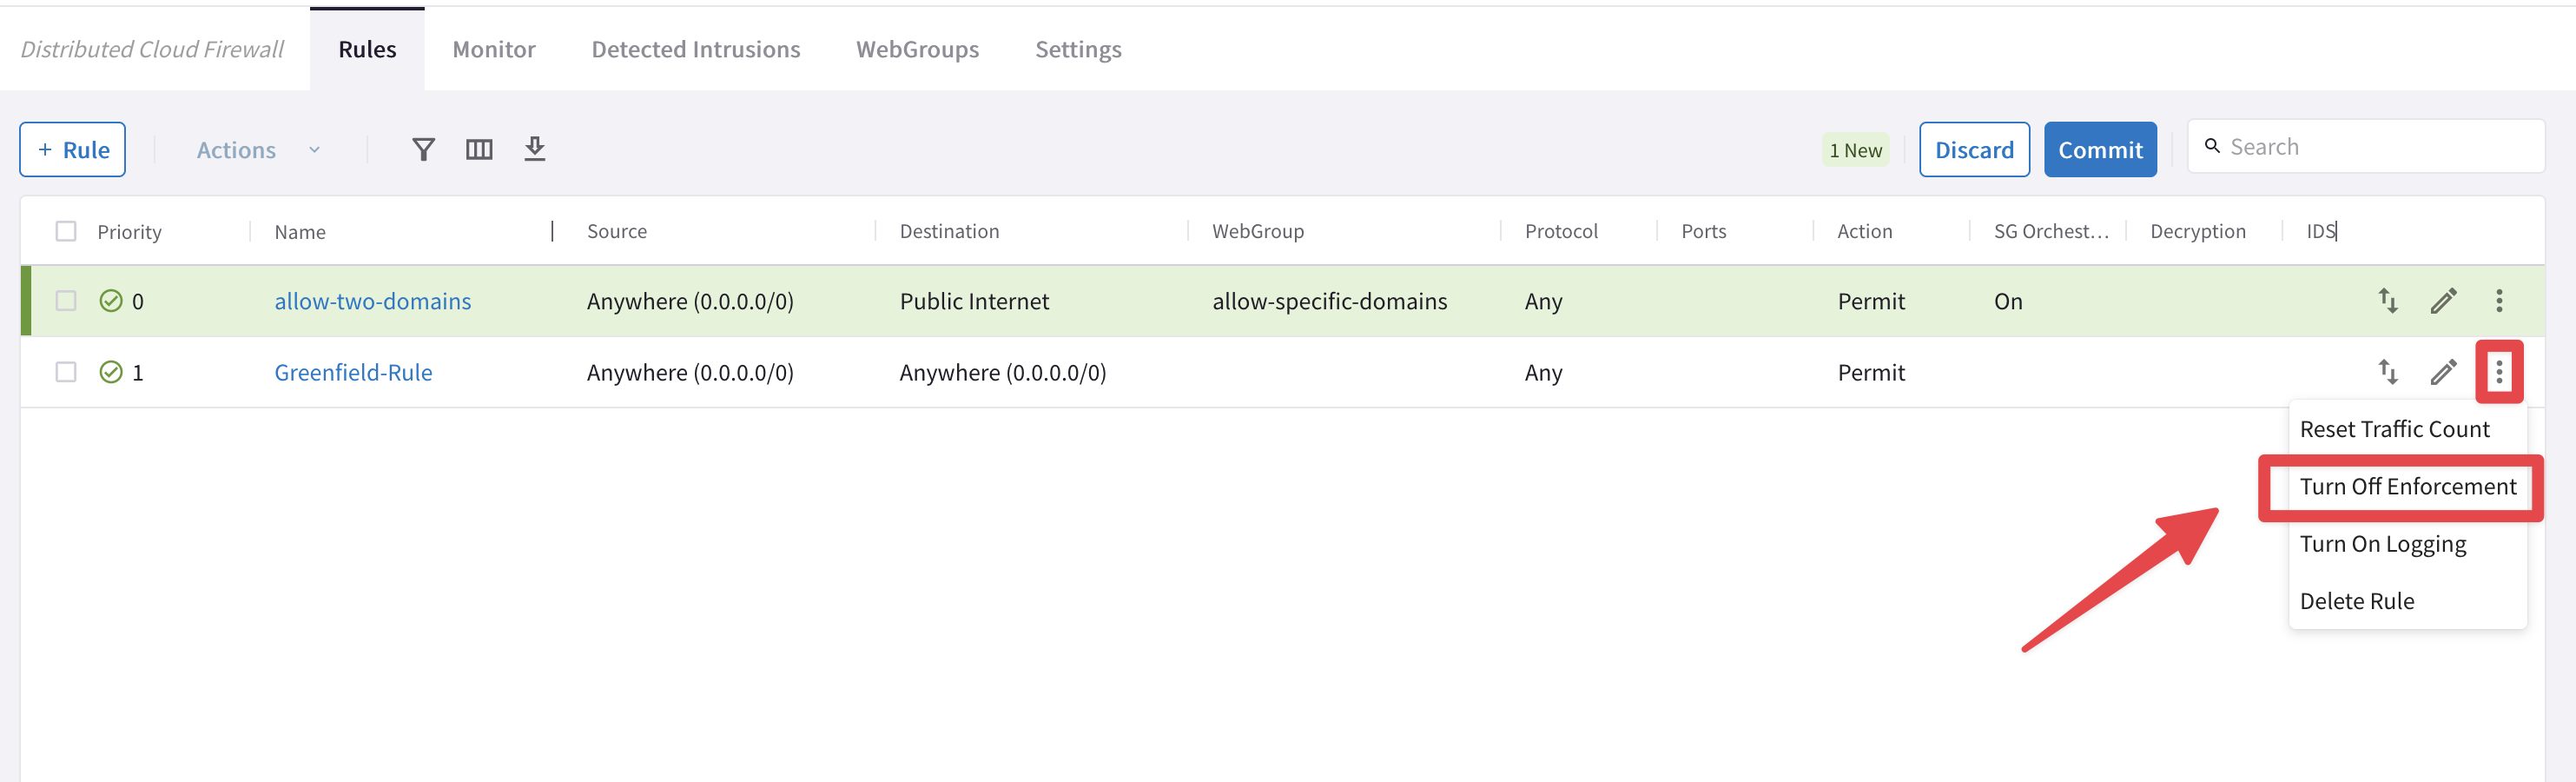 Distributed Cloud Firewall Rules Monitor Detected Intrusions WebGroups Settings
+ Rule Actions 1 New Discard Commit Search
Priority Name Source Destination WebGroup Protocol Ports Action SG Orchest... Decryption IDS
0 allow-two-domains Anywhere (0.0.0.0/0) Public Internet allow-specific-domains Any Permit On
1 Greenfield-Rule Anywhere (0.0.0.0/0) Anywhere (0.0.0.0/0) Any Permit
Reset Traffic Count
Turn Off Enforcement
Turn On Logging
Delete Rule